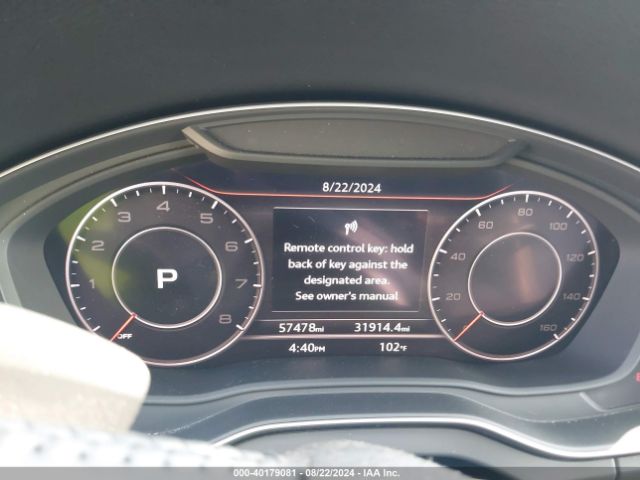 8/22/2024
Remote control key: hold
back of key against the
designated area.
See owner's manual
57478mi 31914.4mi
4:40PM 102°F
1 2 3 4 5 6 7 8
OFF
P
20 40 60 80 100 120 140 160
000-40179081 - 08/22/2024 - IAA Inc.